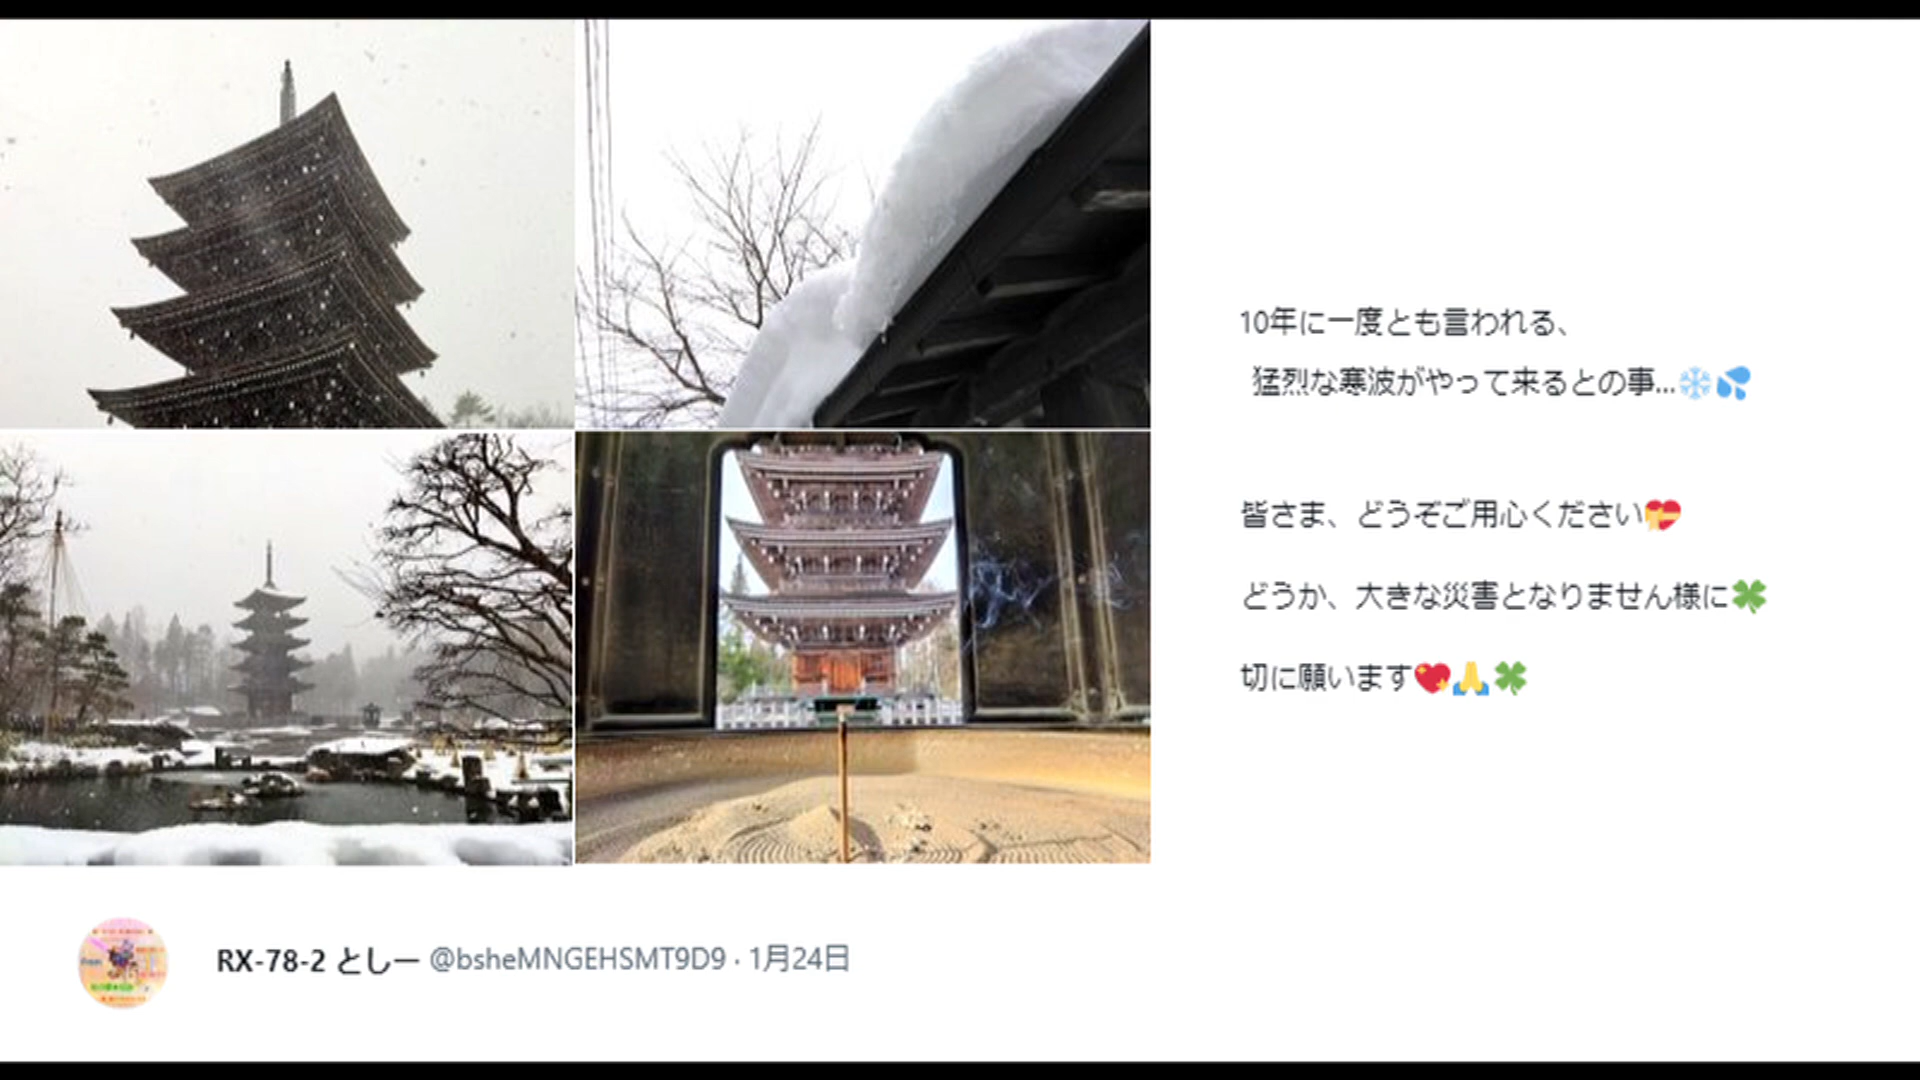 10年に一度とも言われる、
猛烈な寒波がやって来るとの事...❄️💦
皆さま、どうぞご用心ください💝
どうか、大きな災害となりません様に🍀
切に願います💖🙏🍀
RX-78-2 としー @bsheMNGEHSMT9D9 · 1月24日